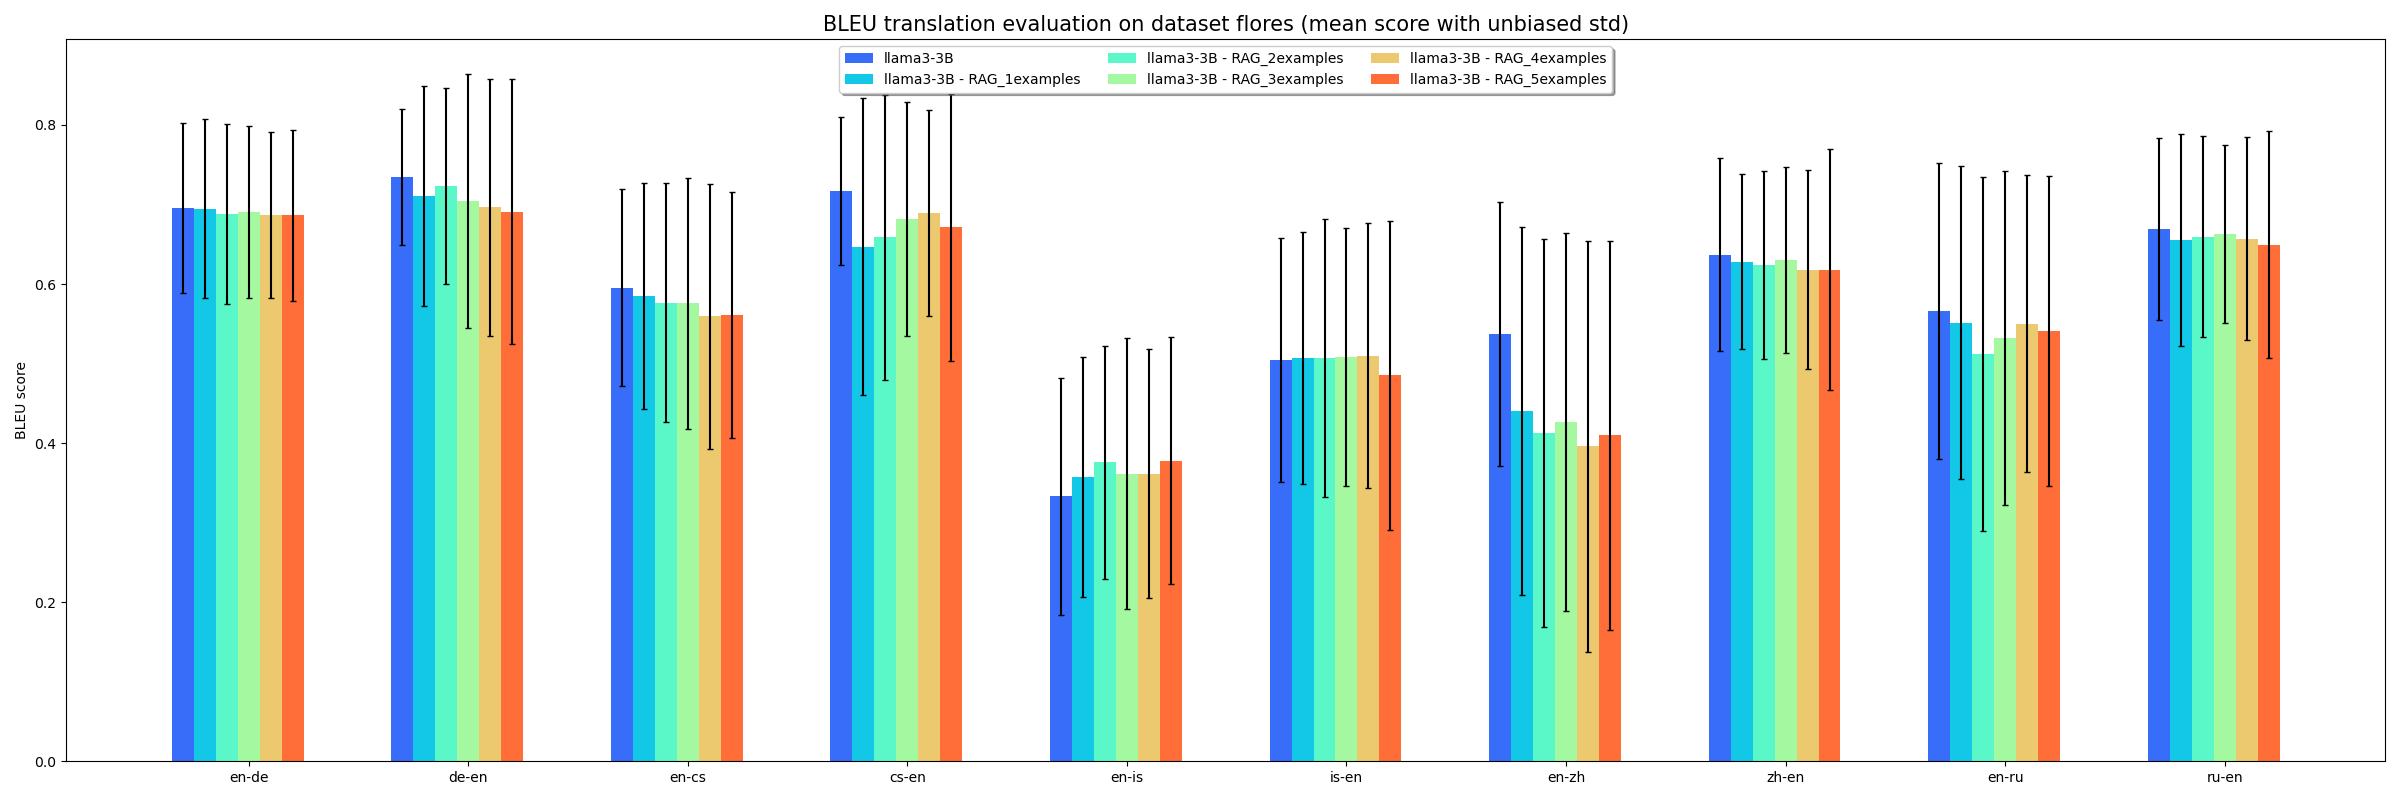 BLEU translation evaluation on dataset flores (mean score with unbiased std)
llama3-3B
llama3-3B - RAG_1examples
llama3-3B - RAG_2examples
llama3-3B - RAG_3examples
llama3-3B - RAG_4examples
llama3-3B - RAG_5examples
BLEU score
0.8
0.6
0.4
0.2
0.0
en-de de-en en-cs cs-en en-is is-en en-zh zh-en en-ru ru-en